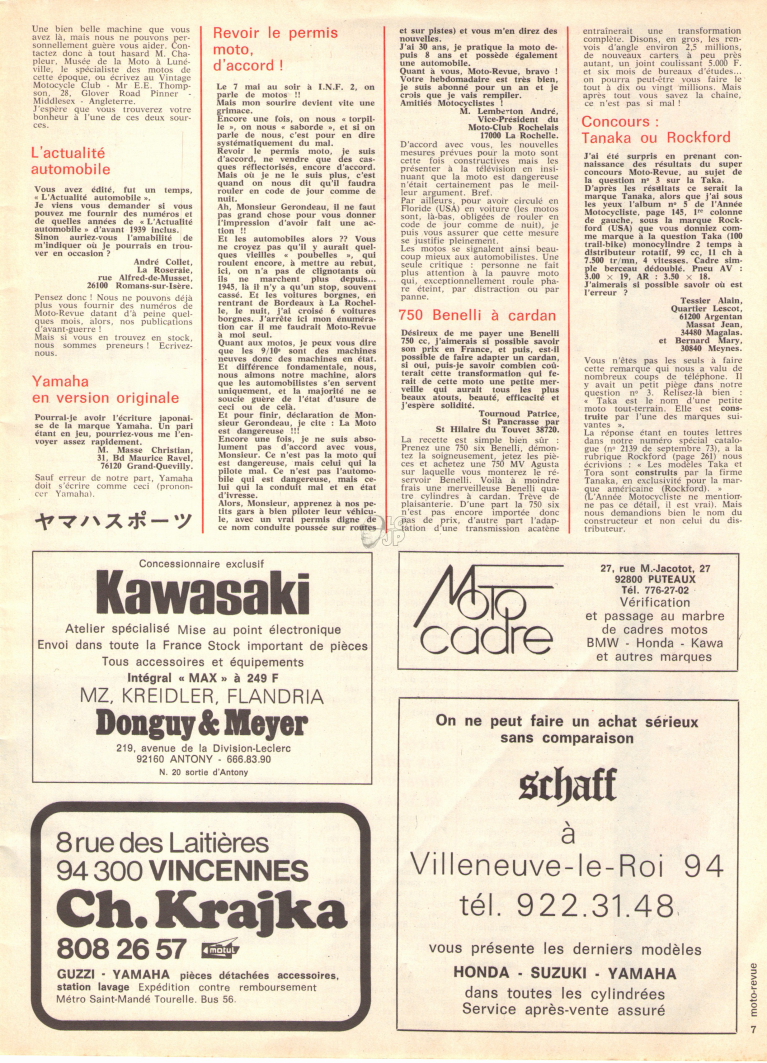 Une bien belle machine que vous
avez là, mais nous ne pouvons per-
sonnellement guère vous aider. Con-
tactez donc à tout hasard M. Cha-
pleur, Musée de la Moto à Luné-
ville, le spécialiste des motos de
cette époque, ou écrivez au Vintage
Motocycle Club - Mr E.E. Thomp-
son, 28, Glover Road Pinner -
Middlesex - Angleterre.
J'espère que vous trouverez votre
bonheur à l'une de ces deux sour-
ces.
L'actualité
automobile
Vous avez édité, fut un temps,
« L'Actualité automobile ».
Je viens vous demander si vous
pouvez me fournir des numéros et
de quelles années de « L'Actualité
automobile » d'avant 1939 inclus.
Sinon auriez-vous l'amabilité de
m'indiquer où je pourrais en trou-
ver en occasion ?
André Collet,
La Roseraie,
rue Alfred-de-Musset,
26100 Romans-sur-Isère.
Pensez donc ! Nous ne pouvons déjà
plus vous fournir des numéros de
Moto-Revue datant d'à peine quel-
ques mois, alors, nos publications
d'avant-guerre !
Mais si vous en trouvez en stock,
nous sommes preneurs ! Ecrivez-
nous.
Yamaha
en version originale
Pourrai-je avoir l'écriture japonai-
se de la marque Yamaha. Un pari
étant en jeu, pourriez-vous me l'en-
voyer assez rapidement.
M. Masse Christian,
31, Bd Maurice Ravel,
76120 Grand-Quevilly.
Sauf erreur de notre part, Yamaha
doit s'écrire comme ceci (pronon-
cer Yamaha).
ヤマハスポーツ
Revoir le permis
moto,
d'accord !
Le 7 mai au soir à I.N.F. 2, on
parle de motos !!
Mais mon sourire devient vite une
grimace.
Encore une fois, on nous « torpil-
le », on nous « saborde », et si on
parle de nous, c'est pour en dire
systématiquement du mal.
Revoir le permis moto, je suis
d'accord, ne vendre que des cas-
ques réflectorisés, encore d'accord.
Mais où je ne le suis plus, c'est
quand on nous dit qu'il faudra
rouler en code de jour comme de
nuit.
Ah, Monsieur Gerondeau, il ne faut
pas grand chose pour vous donner
l'impression d'avoir fait une ac-
tion !!
Et les automobiles alors ?? Vous
ne croyez pas qu'il y aurait quel-
ques vieilles « poubelles », qui
roulent encore, à mettre au rebut,
ici, on n'a pas de clignotants où
ils ne marchent plus depuis...
1945, là il n'y a qu'un stop, souvent
cassé. Et les voitures borgnes, en
rentrant de Bordeaux à La Rochel-
le, le nuit, j'ai croisé 6 voitures
borgnes. J'arrête ici mon énuméra-
tion car il me faudrait Moto-Revue
à moi seul.
Quant aux motos, je peux vous dire
que les 9/10e sont des machines
neuves donc des machines en état.
Et différence fondamentale, nous,
nous aimons notre machine, alors
que les automobilistes s'en servent
uniquement, et la majorité ne se
soucie guère de l'état d'usure de
ceci ou de celà.
Et pour finir, déclaration de Mon-
sieur Gerondeau, je cite : La Moto
est dangereuse !!!
Encore une fois, je ne suis abso-
lument pas d'accord avec vous,
Monsieur. Ce n'est pas la moto qui
est dangereuse, mais celui qui la
pilote mal. Ce n'est pas l'automo-
bile qui est dangereuse, mais ce-
lui qui la conduit mal et en état
d'ivresse.
Alors, Monsieur, apprenez à nos pe-
tits gars à bien piloter leur véhicu-
le, avec un vrai permis digne de
ce nom conduite poussée sur routes
et sur pistes) et vous m'en direz des
nouvelles.
J'ai 30 ans, je pratique la moto de-
puis 8 ans et possède également
une automobile.
Quant à vous, Moto-Revue, bravo !
Votre hebdomadaire est très bien,
je suis abonné pour un an et je
crois que je vais rempiler.
Amitiés Motocyclistes !
M. Lemberton André,
Vice-Président du
Moto-Club Rochelais
17000 La Rochelle.
D'accord avec vous, les nouvelles
mesures prévues pour la moto sont
cette fois constructives mais les
présenter à la télévision en insi-
nuant que la moto est dangereuse
n'était certainement pas le meil-
leur argument. Bref.
Par ailleurs, pour avoir circulé en
Floride (USA) en voiture (les motos
sont, là-bas, obligées de rouler en
code de jour comme de nuit), je
puis vous assurer que cette mesure
se justifie pleinement.
Les motos se signalent ainsi beau-
coup mieux aux automobilistes. Une
seule critique : personne ne fait
plus attention à la pauvre moto
qui, exceptionnellement roule pha-
re éteint, par distraction ou par
panne.
750 Benelli à cardan
Désireux de me payer une Benelli
750 cc, j'aimerais si possible savoir
son prix en France, et puis, est-il
possible de faire adapter un cardan,
si oui, puis-je savoir combien coû-
terait cette transformation qui fe-
rait de cette moto une petite mer-
veille qui aurait tous les plus
beaux atouts, beauté, efficacité et
j'espère solidité.
Tournoud Patrice,
St Pancrasse par
St Hilaire du Touvet 38720.
La recette est simple bien sûr :
Prenez une 750 six Benelli, démon-
tez la soigneusement, jetez les piè-
ces et achetez une 750 MV Agusta
sur laquelle vous monterez le ré-
servoir Benelli. Voilà à moindre
frais une merveilleuse Benelli qua-
tre cylindres à cardan. Trève de
plaisanterie. D'une part la 750 six
n'est pas encore importée donc
pas de prix, d'autre part l'adap-
tation d'une transmission acatène
entraînerait une transformation
complète. Disons, en gros, les ren-
vois d'angle environ 2,5 millions,
de nouveaux carters à peu près
autant, un joint coulissant 5.000 F.
et six mois de bureaux d'études...
on pourra peut-être vous faire le
tout à dix ou vingt millions. Mais
après tout vous savez la chaîne,
ce n'est pas si mal !
Concours :
Tanaka ou Rockford
J'ai été surpris en prenant con-
naissance des résultats du super
concours Moto-Revue, au sujet de
la question n° 3 sur la Taka.
D'après les résultats ce serait la
marque Tanaka, alors que j'ai sous
les yeux l'album n° 5 de l'Année
Motocycliste, page 145, 1re colonne
de gauche, sous la marque Rock-
ford (USA) que vous donniez com-
me marque à la question Taka (100
trail-bike) monocylindre 2 temps à
distributeur rotatif, 99 cc, 11 ch à
7.500 tr/mn, 4 vitesses. Cadre sim-
ple berceau dédoublé. Pneu AV :
3.00 × 19, AR : 3.50 × 18.
J'aimerais si possible savoir où est
l'erreur ?
Tessier Alain,
Quartier Lescot,
61200 Argentan
Massat Jean,
34480 Magalas.
et Bernard Mary,
30840 Meynes.
Vous n'êtes pas les seuls à faire
cette remarque qui nous a valu de
nombreux coups de téléphone. Il
y avait un petit piège dans notre
question n° 3. Relisez-là bien :
« Taka est le nom d'une petite
moto tout-terrain. Elle est cons-
truite par l'une des marques sui-
vantes ».
La réponse étant en toutes lettres
dans notre numéro spécial catalo-
gue (n° 2139 de septembre 73), a la
rubrique Rockford (page 261) nous
écrivions : « Les modèles Taka et
Tora sont construits par la firme
Tanaka, en exclusivité pour la mar-
que américaine (Rockford). »
(L'Année Motocycliste ne mention-
ne pas ce détail, il est vrai). Mais
nous demandions bien le nom du
constructeur et non celui du dis-
tributeur.
Concessionnaire exclusif
Kawasaki
Atelier spécialisé Mise au point électronique
Envoi dans toute la France Stock important de pièces
Tous accessoires et équipements
Intégral « MAX » à 249 F
MZ, KREIDLER, FLANDRIA
Donguy & Meyer
219, avenue de la Division-Leclerc
92160 ANTONY - 666.83.90
N. 20 sortie d'Antony
8 rue des Laitières
94 300 VINCENNES
Ch. Krajka
808 26 57 motul
GUZZI - YAMAHA pièces détachées accessoires,
station lavage Expédition contre remboursement
Métro Saint-Mandé Tourelle. Bus 56.
Moto
cadre
27, rue M.-Jacotot, 27
92800 PUTEAUX
Tél. 776-27-02
Vérification
et passage au marbre
de cadres motos
BMW - Honda - Kawa
et autres marques
On ne peut faire un achat sérieux
sans comparaison
schaff
à
Villeneuve-le-Roi 94
tél. 922.31.48
vous présente les derniers modèles
HONDA - SUZUKI - YAMAHA
dans toutes les cylindrées
Service après-vente assuré
moto-revue
7